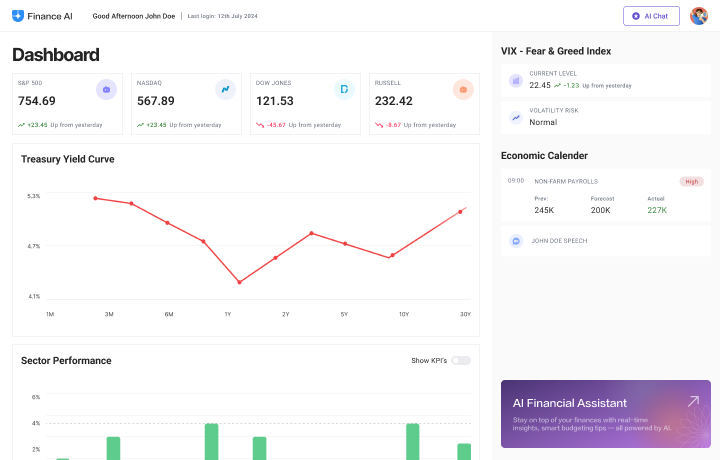 Finance AI
Good Afternoon John Doe
Last login: 12th July 2024
AI Chat
Dashboard
S&P 500
754.69
+23.45 Up from yesterday
NASDAQ
567.89
+23.45 Up from yesterday
DOW JONES
121.53
-45.67 Up from yesterday
RUSSELL
232.42
-8.67 Up from yesterday
Treasury Yield Curve
5.3%
4.7%
4.1%
1M 3M 6M 1Y 2Y 5Y 10Y 30Y
Sector Performance
Show KPI's
6%
4%
2%
VIX - Fear & Greed Index
CURRENT LEVEL
22.45 -1.23 Up from yesterday
VOLATILITY RISK
Normal
Economic Calender
09:00 NON-FARM PAYROLLS High
Prev: Forecast Actual
245K 200K 227K
JOHN DOE SPEECH
AI Financial Assistant
Stay on top of your finances with real-time
insights, smart budgeting tips — all powered by AI.